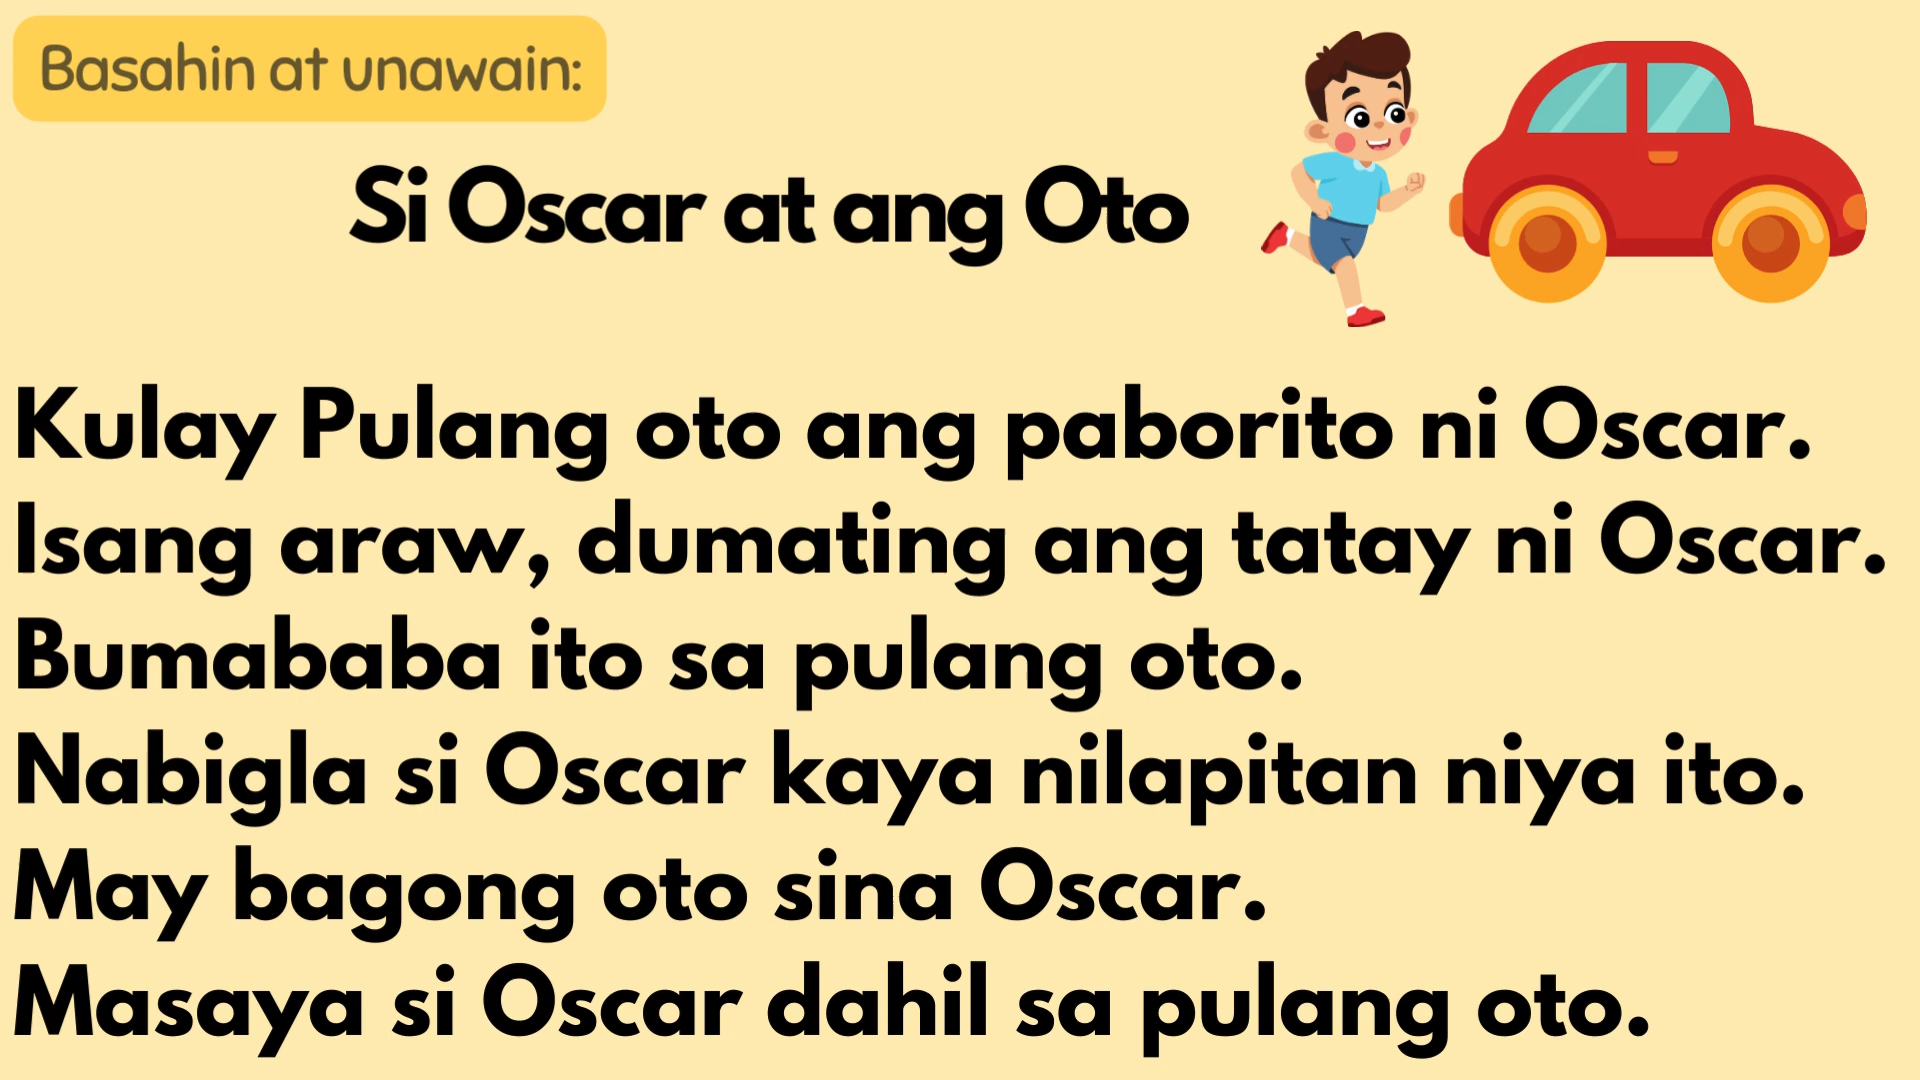 Basahin at unawain:
Si Oscar at ang Oto
Kulay Pulang oto ang paborito ni Oscar.
Isang araw, dumating ang tatay ni Oscar.
Bumababa ito sa pulang oto.
Nabigla si Oscar kaya nilapitan niya ito.
May bagong oto sina Oscar.
Masaya si Oscar dahil sa pulang oto.